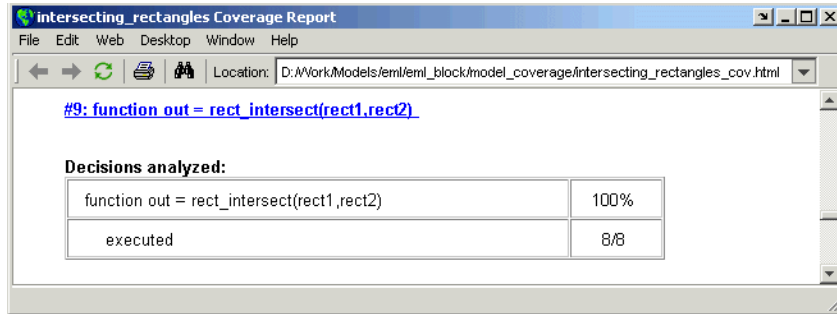 intersecting_rectangles Coverage Report
File Edit Web Desktop Window Help
Location: D:/Work/Models/eml/eml_block/model_coverage/intersecting_rectangles_cov.html
#9: function out = rect_intersect(rect1,rect2)
Decisions analyzed:
function out = rect_intersect(rect1,rect2) 100%
executed 8/8